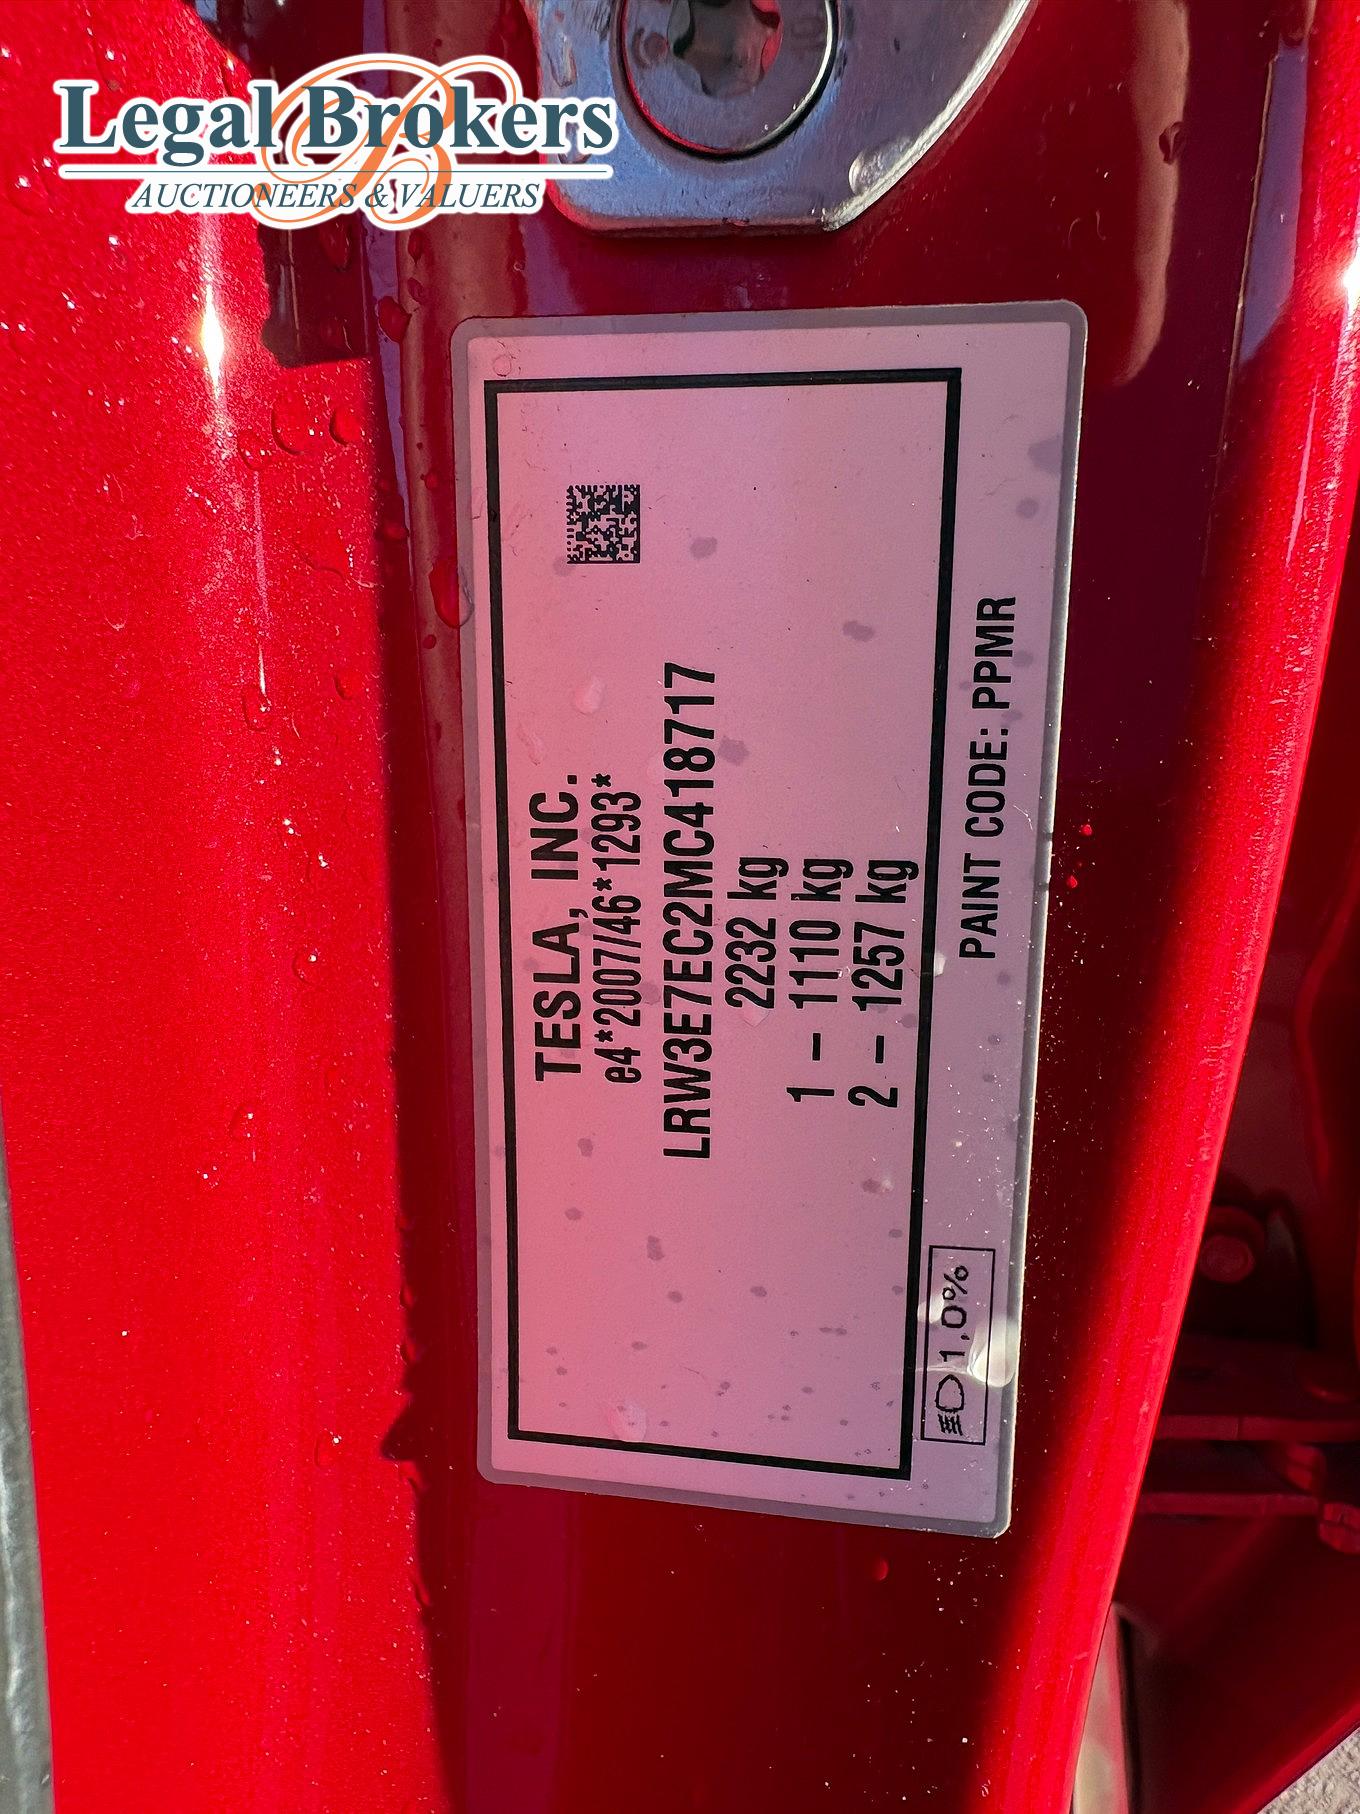 Legal Brokers
AUCTIONEERS & VALUERS
TESLA, INC.
e4*2007/46*1293*
LRW3E7EC2MC418717
2232 kg
1 – 1110 kg
2 – 1257 kg
1,0%
PAINT CODE: PPMR